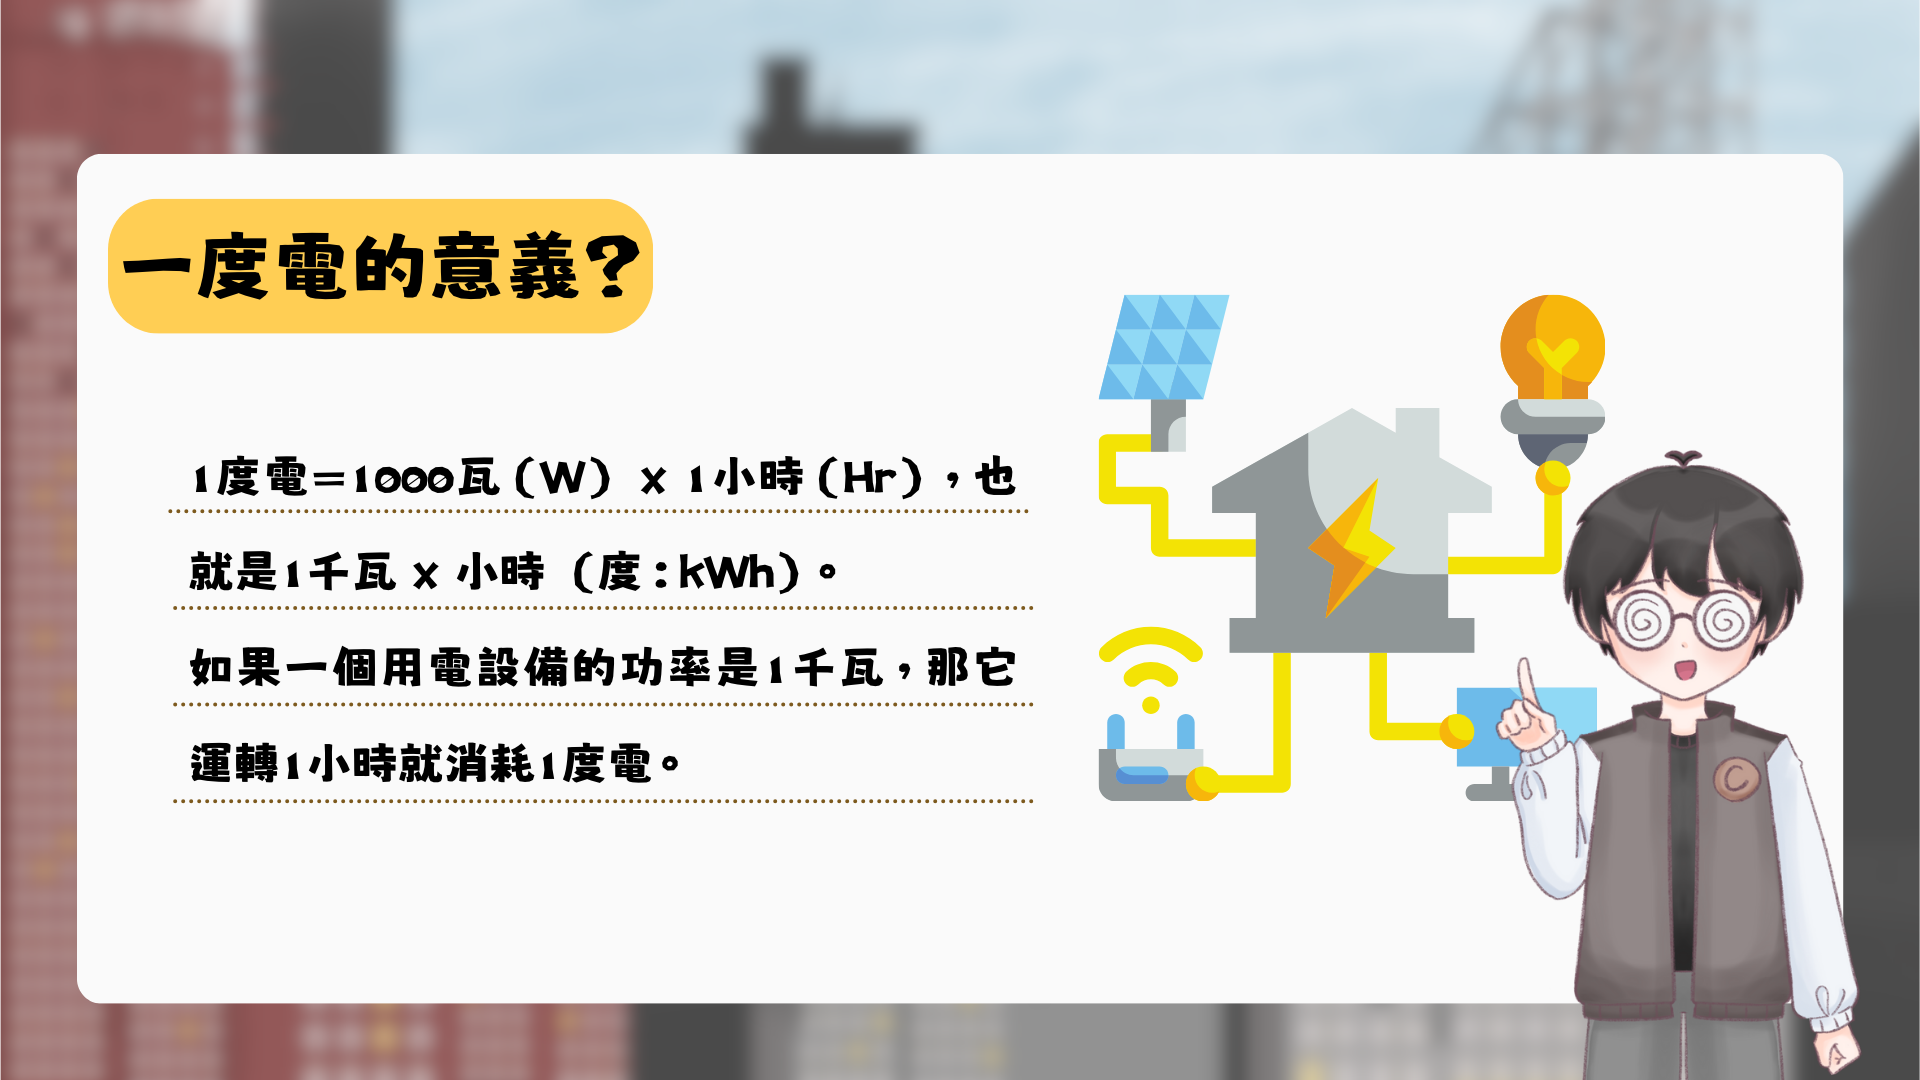 一度電的意義?
1度電=1000瓦(W) x 1小時(Hr),也
就是1千瓦 x 小時 (度:kWh)。
如果一個用電設備的功率是1千瓦,那它
運轉1小時就消耗1度電。
C